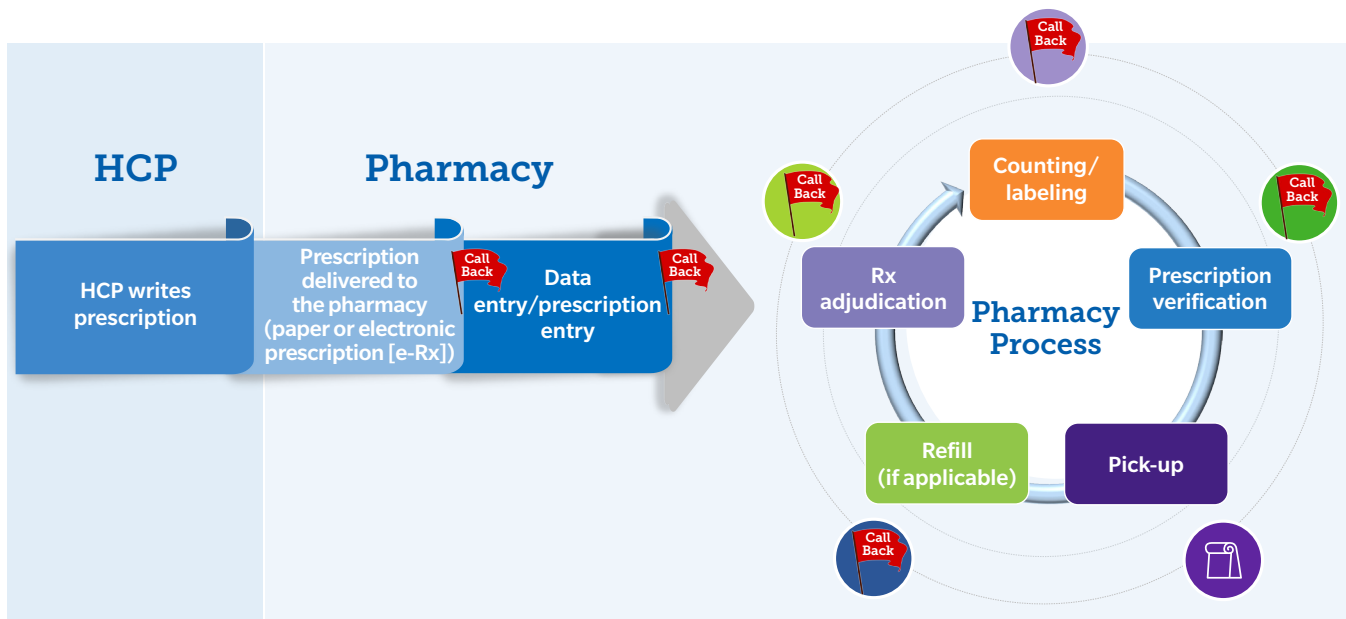 HCP
Pharmacy
HCP writes
prescription
Prescription
delivered to
the pharmacy
(paper or electronic
prescription [e-Rx])
Call
Back
Data
entry/prescription
entry
Call
Back
Call
Back
Call
Back
Call
Back
Counting/
labeling
Rx
adjudication
Prescription
verification
Pharmacy
Process
Refill
(if applicable)
Pick-up
Call
Back